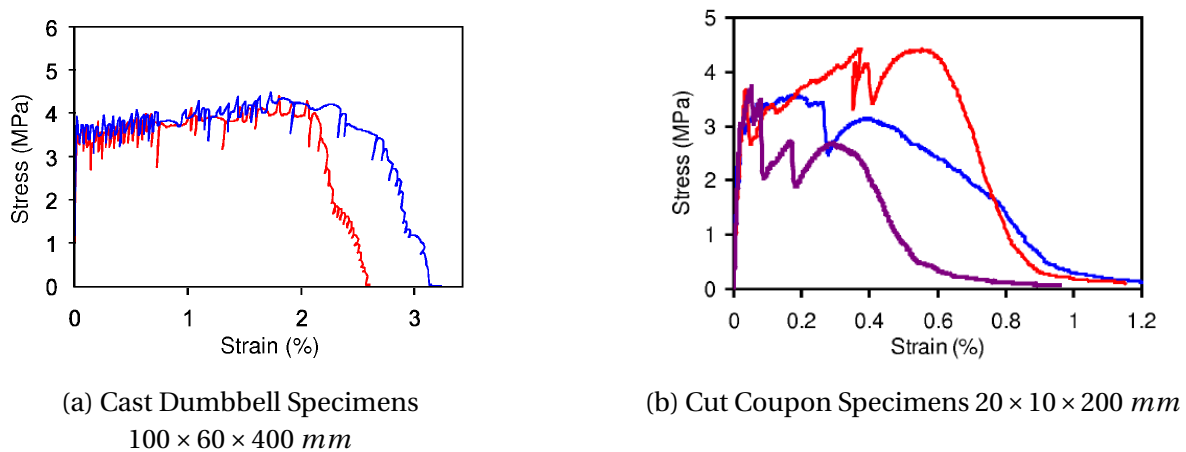 6
5
4
3
2
1
0
Stress (MPa)
0 1 2 3
Strain (%)
(a) Cast Dumbbell Specimens
100 × 60 × 400 mm
5
4
3
2
1
0
Stress (MPa)
0 0.2 0.4 0.6 0.8 1 1.2
Strain (%)
(b) Cut Coupon Specimens 20 × 10 × 200 mm